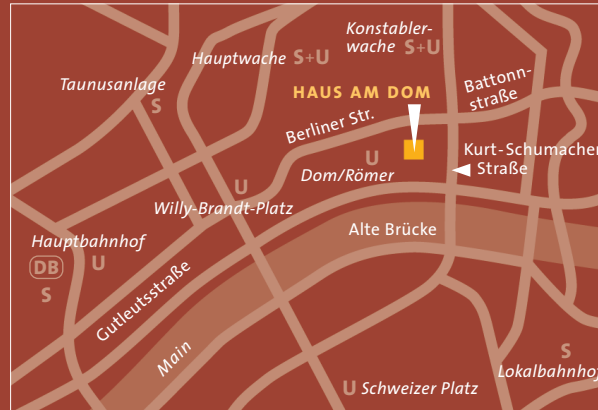 Konstabler-
wache S+U
Hauptwache S+U
Taunusanlage
S
HAUS AM DOM
Battonn-
straße
Berliner Str.
Kurt-Schumacher
Straße
U
Dom/Römer
U
Willy-Brandt-Platz
Alte Brücke
Hauptbahnhof
DB U
S
Gutleutsstraße
Main
S
Lokalbahnhof
U Schweizer Platz